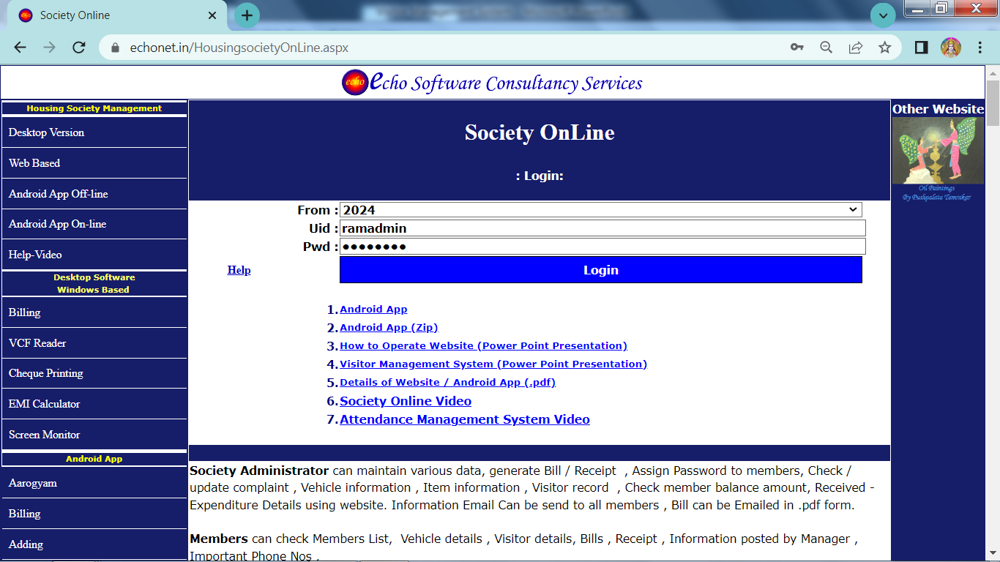 Society Online
echonet.in/HousingsocietyOnLine.aspx
echo echo Software Consultancy Services
Housing Society Management
Desktop Version
Web Based
Android App Off-line
Android App On-line
Help-Video
Desktop Software
Windows Based
Billing
VCF Reader
Cheque Printing
EMI Calculator
Screen Monitor
Android App
Aarogyam
Billing
Adding
Society OnLine
: Login:
From : 2024
Uid : ramadmin
Pwd : ●●●●●●●●
Help
Login
1. Android App
2. Android App (Zip)
3. How to Operate Website (Power Point Presentation)
4. Visitor Management System (Power Point Presentation)
5. Details of Website / Android App (.pdf)
6. Society Online Video
7. Attendance Management System Video
Society Administrator can maintain various data, generate Bill / Receipt , Assign Password to members, Check /
update complaint , Vehicle information , Item information , Visitor record , Check member balance amount, Received -
Expenditure Details using website. Information Email Can be send to all members , Bill can be Emailed in .pdf form.
Members can check Members List, Vehicle details , Visitor details, Bills , Receipt , Information posted by Manager ,
Important Phone Nos .
Other Website
Oil Paintings
By Pushpalata Tamrakar